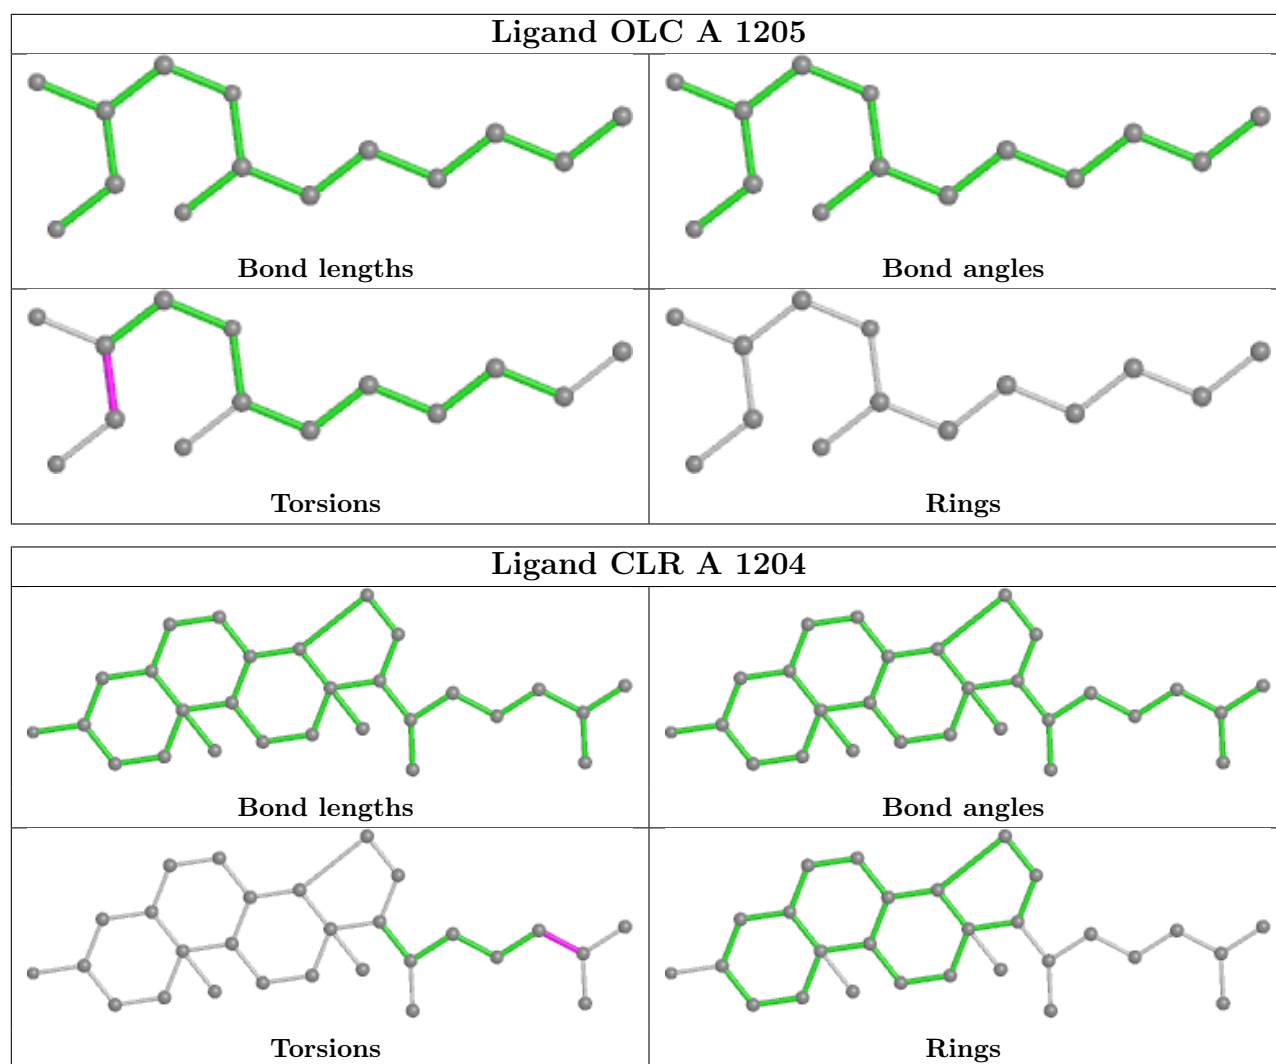 Ligand OLC A 1205
Bond lengths
Bond angles
Torsions
Rings
Ligand CLR A 1204
Bond lengths
Bond angles
Torsions
Rings